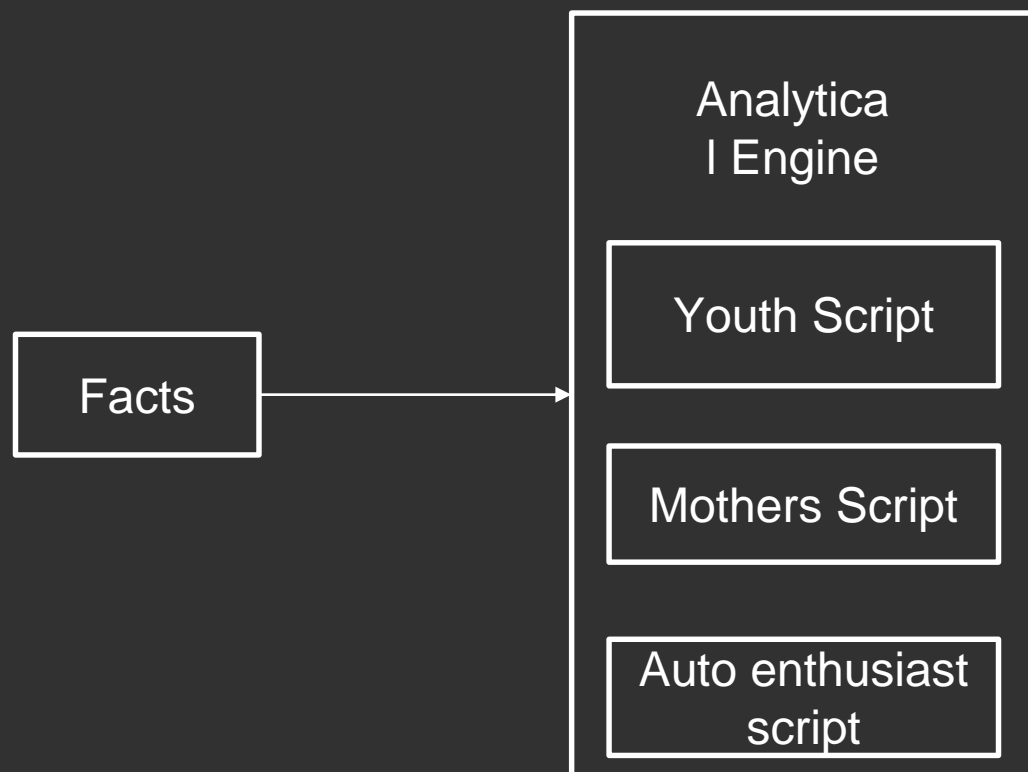 Analytica
l Engine
Youth Script
Facts
Mothers Script
Auto enthusiast
script